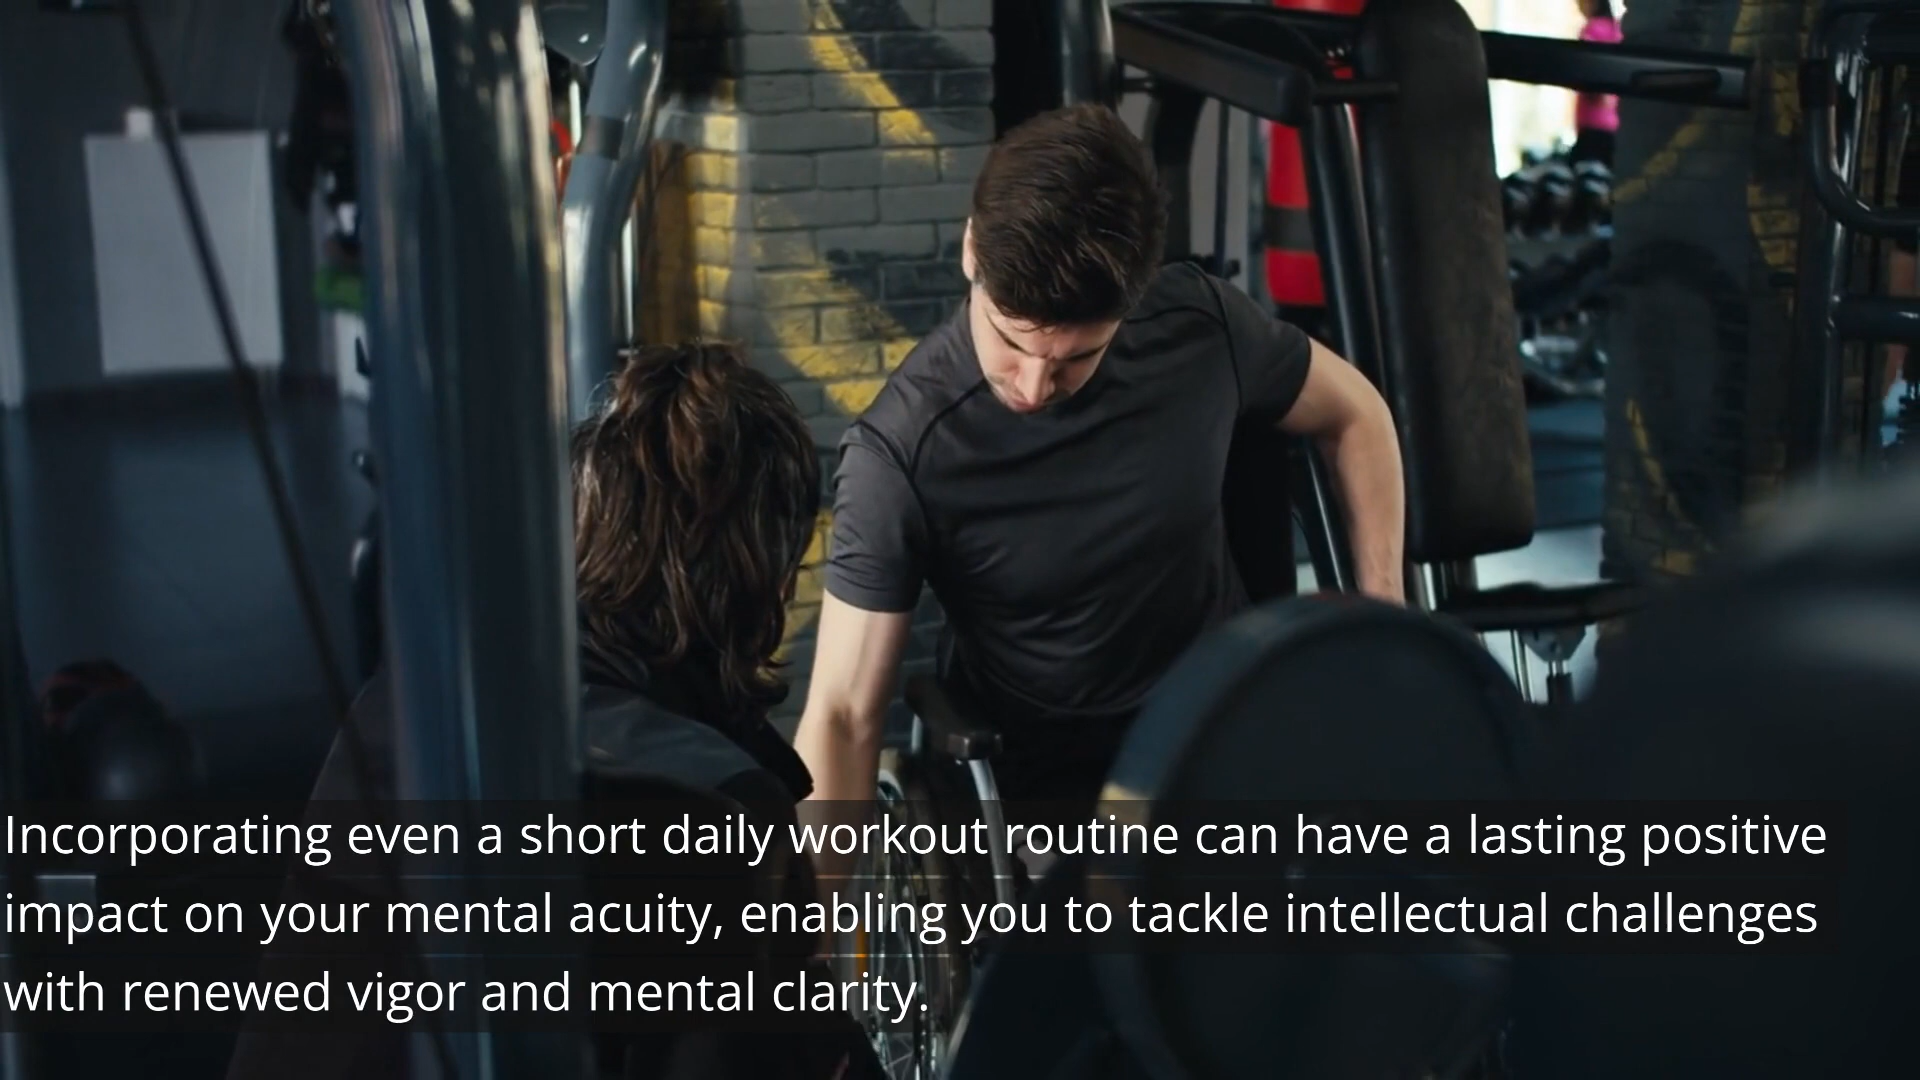 Incorporating even a short daily workout routine can have a lasting positive
impact on your mental acuity, enabling you to tackle intellectual challenges
with renewed vigor and mental clarity.